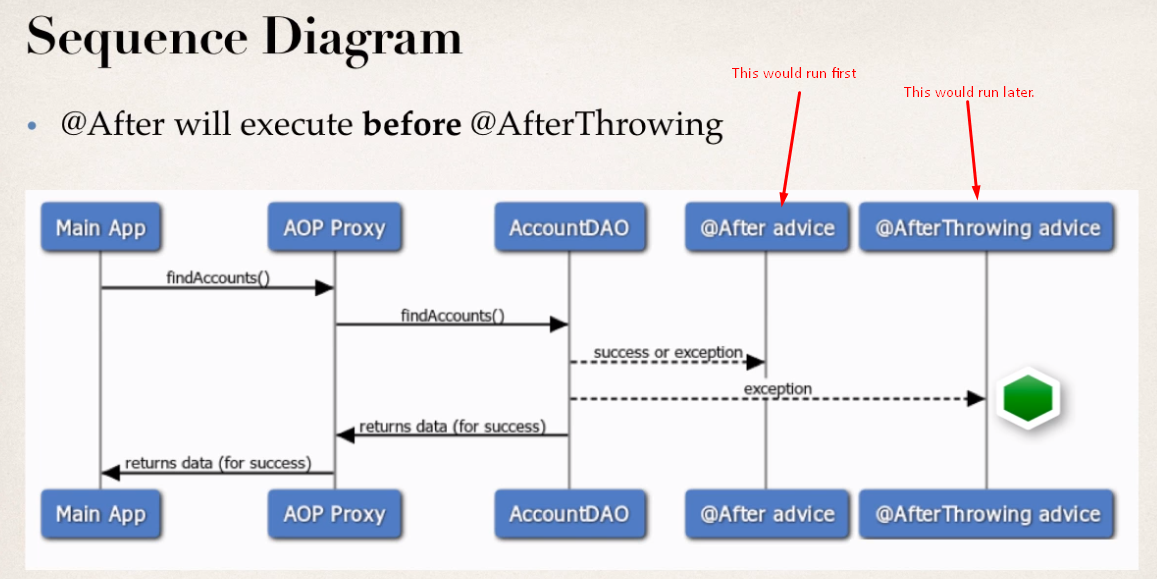 Sequence Diagram
This would run first
This would run later.
• @After will execute before @AfterThrowing
Main App
AOP Proxy
AccountDAO
@After advice
@AfterThrowing advice
findAccounts()
findAccounts()
success or exception
exception
returns data (for success)
returns data (for success)
Main App
AOP Proxy
AccountDAO
@After advice
@AfterThrowing advice